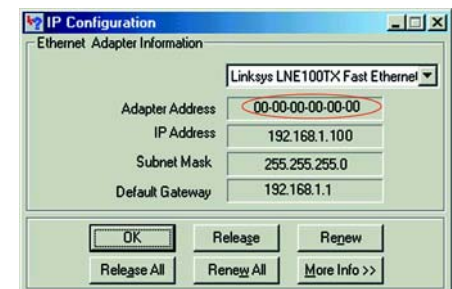 IP Configuration
Ethernet Adapter Information
Linksys LNE100TX Fast Ethernet
Adapter Address 00-00-00-00-00-00
IP Address 192.168.1.100
Subnet Mask 255.255.255.0
Default Gateway 192.168.1.1
OK Release Renew
Release All Renew All More Info >>